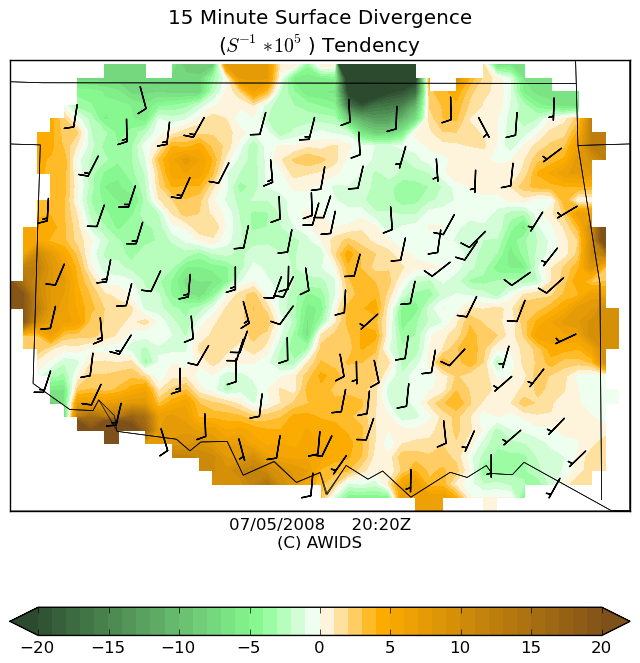 15 Minute Surface Divergence
(S⁻¹ *10⁵ ) Tendency
07/05/2008 20:20Z
(C) AWIDS
−20 −15 −10 −5 0 5 10 15 20